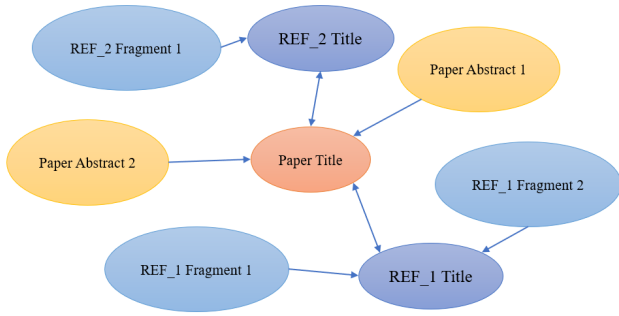 REF_2 Fragment 1
REF_2 Title
Paper Abstract 1
Paper Abstract 2
Paper Title
REF_1 Fragment 2
REF_1 Fragment 1
REF_1 Title